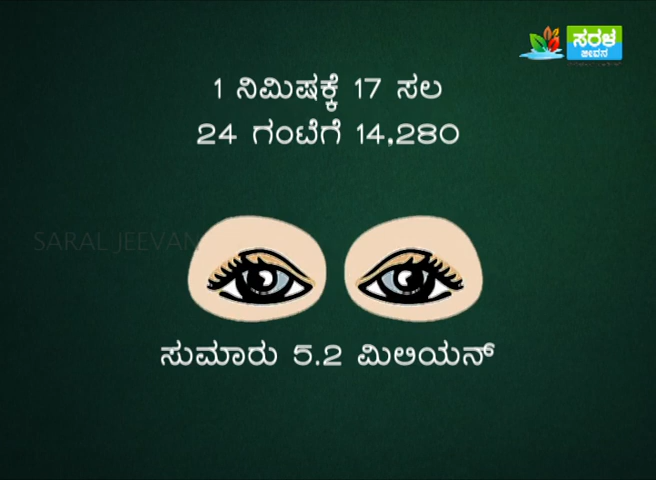 ಸರಳ
ಜೀವನ
1 ನಿಮಿಷಕ್ಕೆ 17 ಸಲ
24 ಗಂಟೆಗೆ 14,280
SARAL JEEVAN
ಸುಮಾರು 5.2 ಮಿಲಿಯನ್